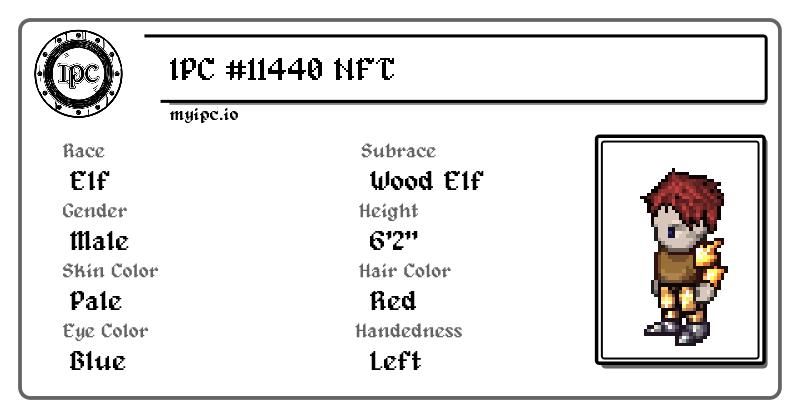 IPC
IPC #11440 NFT
myipc.io
Race
Elf
Subrace
Wood Elf
Gender
Male
Height
6'2"
Skin Color
Pale
Hair Color
Red
Eye Color
Blue
Handedness
Left